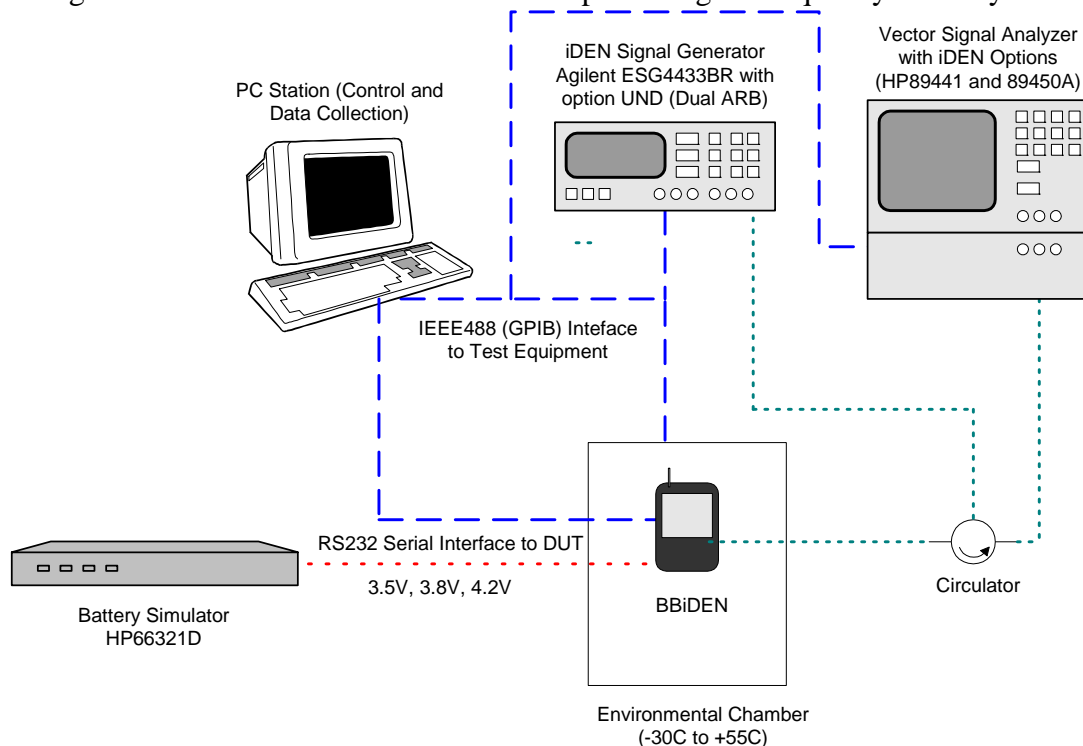 Vector Signal Analyzer
with iDEN Options
(HP89441 and 89450A)
iDEN Signal Generator
Agilent ESG4433BR with
option UND (Dual ARB)
PC Station (Control and
Data Collection)
IEEE488 (GPIB) Inteface
to Test Equipment
RS232 Serial Interface to DUT
3.5V, 3.8V, 4.2V
Battery Simulator
HP66321D
BBiDEN
Circulator
Environmental Chamber
(-30C to +55C)